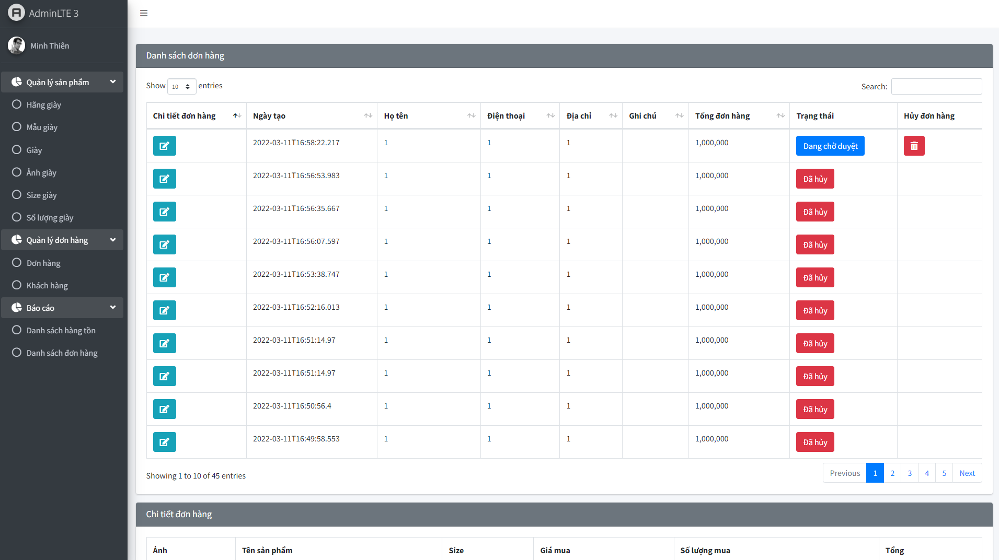 AdminLTE 3
Minh Thiên
Quản lý sản phẩm
Hãng giày
Mẫu giày
Giày
Ảnh giày
Size giày
Số lượng giày
Quản lý đơn hàng
Đơn hàng
Khách hàng
Báo cáo
Danh sách hàng tồn
Danh sách đơn hàng
Danh sách đơn hàng
Show 10 entries Search:
Chi tiết đơn hàng Ngày tạo Họ tên Điện thoại Địa chỉ Ghi chú Tổng đơn hàng Trạng thái Hủy đơn hàng
2022-03-11T16:58:22.217 1 1 1 1,000,000 Đang chờ duyệt
2022-03-11T16:56:53.983 1 1 1 1,000,000 Đã hủy
2022-03-11T16:56:35.667 1 1 1 1,000,000 Đã hủy
2022-03-11T16:56:07.597 1 1 1 1,000,000 Đã hủy
2022-03-11T16:53:38.747 1 1 1 1,000,000 Đã hủy
2022-03-11T16:52:16.013 1 1 1 1,000,000 Đã hủy
2022-03-11T16:51:14.97 1 1 1 1,000,000 Đã hủy
2022-03-11T16:51:14.97 1 1 1 1,000,000 Đã hủy
2022-03-11T16:50:56.4 1 1 1 1,000,000 Đã hủy
2022-03-11T16:49:58.553 1 1 1 1,000,000 Đã hủy
Showing 1 to 10 of 45 entries Previous 1 2 3 4 5 Next
Chi tiết đơn hàng
Ảnh Tên sản phẩm Size Giá mua Số lượng mua Tổng